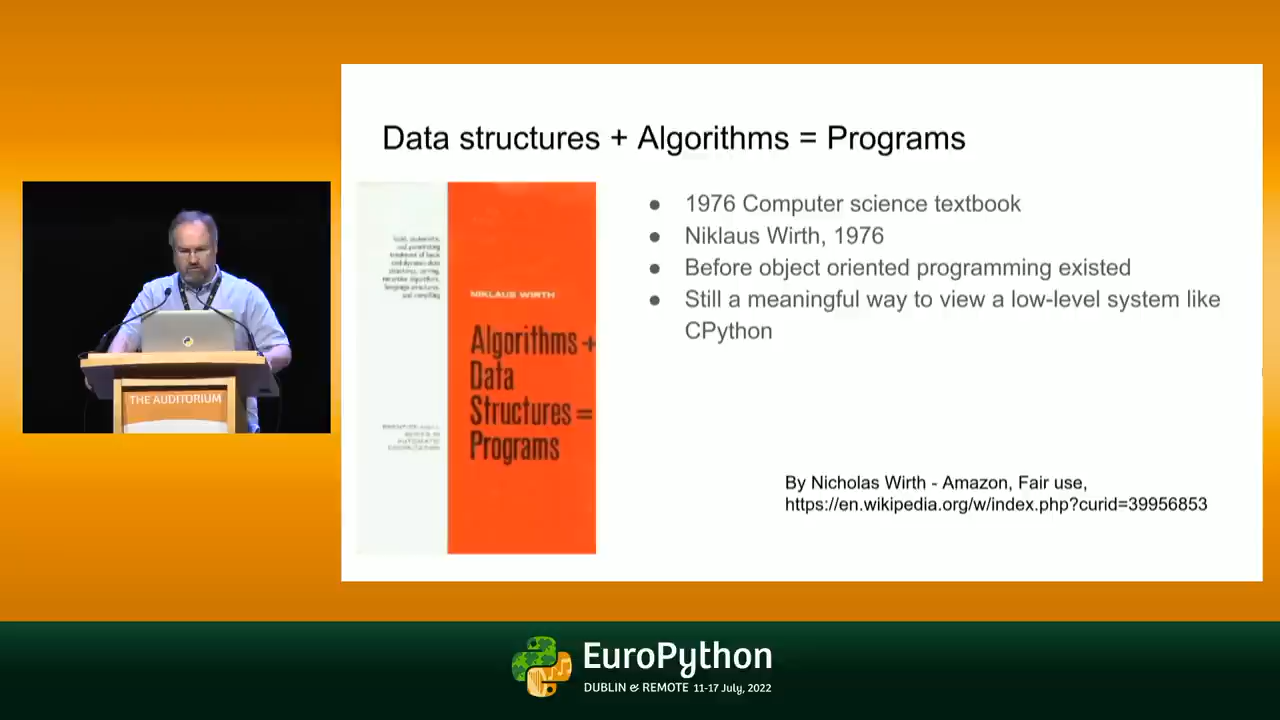 Data structures + Algorithms = Programs
NIKLAUS WIRTH
Algorithms +
Data
Structures =
Programs
● 1976 Computer science textbook
● Niklaus Wirth, 1976
● Before object oriented programming existed
● Still a meaningful way to view a low-level system like
CPython
By Nicholas Wirth - Amazon, Fair use,
https://en.wikipedia.org/w/index.php?curid=39956853
THE AUDITORIUM
EuroPython
DUBLIN & REMOTE 11-17 July, 2022